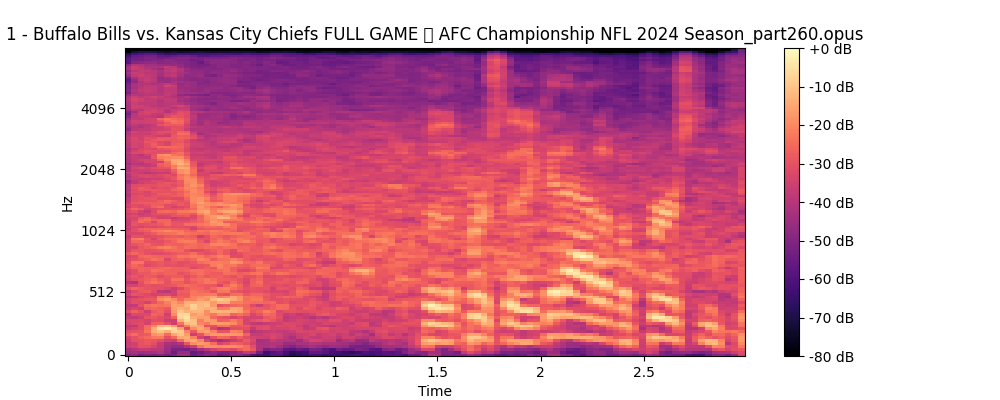 1 - Buffalo Bills vs. Kansas City Chiefs FULL GAME ▯ AFC Championship NFL 2024 Season_part260.opus
+0 dB
-10 dB
4096
-20 dB
2048
-30 dB
Hz
-40 dB
1024
-50 dB
512
-60 dB
-70 dB
0
-80 dB
0
0.5
1
1.5
2
2.5
Time